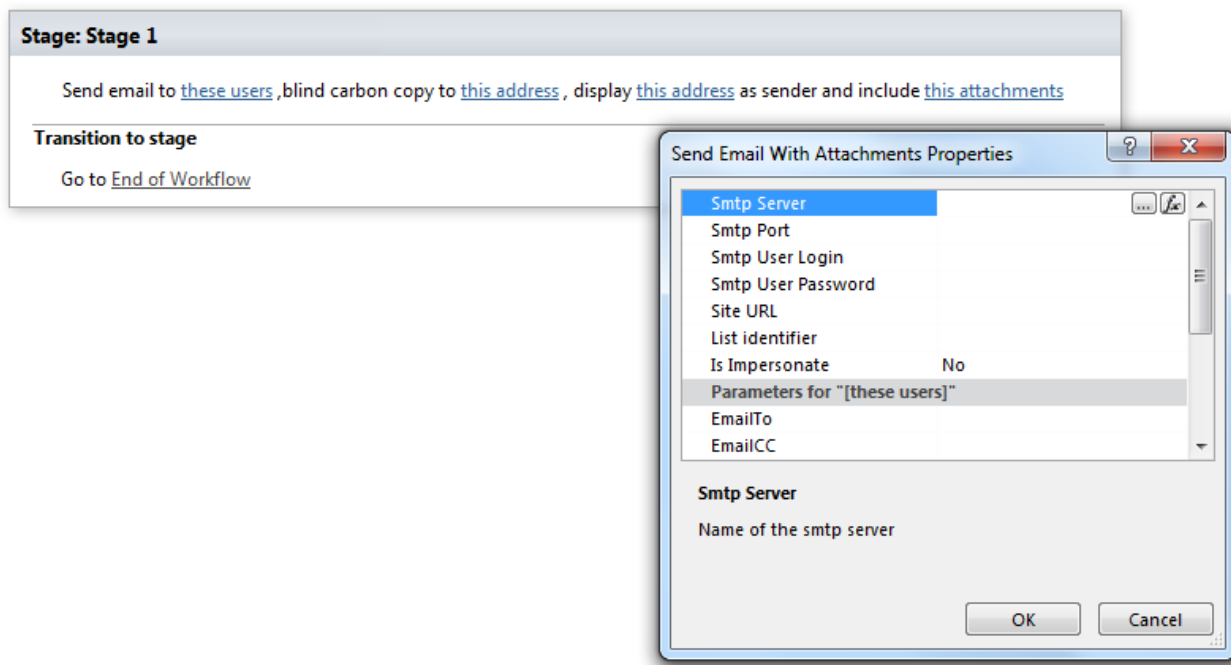 Stage: Stage 1
Send email to these users ,blind carbon copy to this address , display this address as sender and include this attachments
Transition to stage
Go to End of Workflow
Send Email With Attachments Properties
?
X
Smtp Server ... fx
Smtp Port
Smtp User Login
Smtp User Password
Site URL
List identifier
Is Impersonate No
Parameters for "[these users]"
EmailTo
EmailCC
Smtp Server
Name of the smtp server
OK Cancel